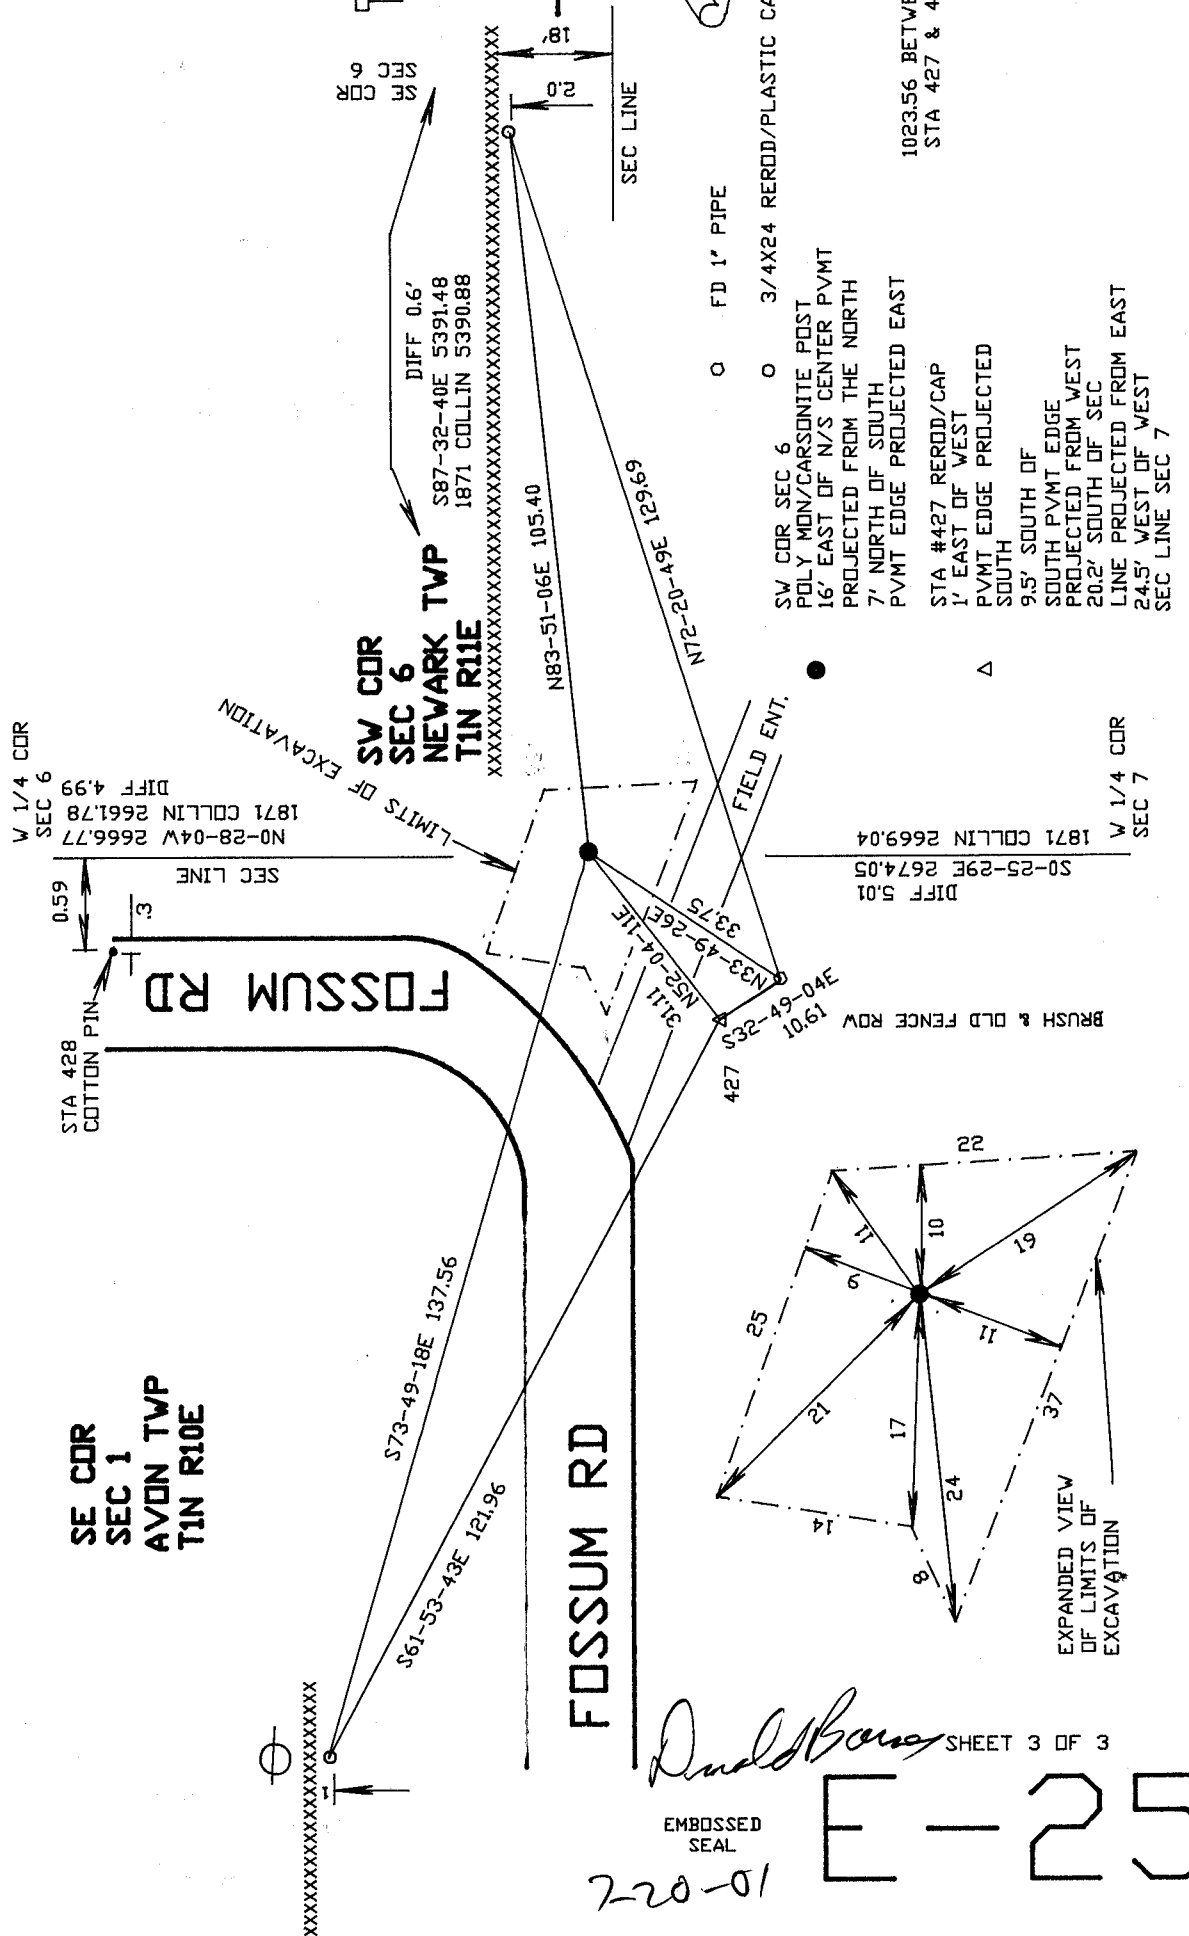 SE COR
SEC 6
18'
2.0
SEC LINE
DIFF 0.6'
S87-32-40E 5391.48
1871 COLLIN 5390.88
SW COR
SEC 6
NEWARK TWP
T1N R11E
LIMITS OF EXCAVATION
W 1/4 COR
SEC 6
N0-28-04W 2666.77
1871 COLLIN 2661.78
DIFF 4.99
SEC LINE
0.59
.3
STA 428
COTTON PIN
FOSSUM RD
N83-51-06E 105.40
N72-20-49E 129.69
FIELD ENT.
N52-04-11E
31.11
N33-49-26E
33.75
S32-49-04E
10.61
427
BRUSH & OLD FENCE ROW
DIFF 5.01
S0-25-29E 2674.05
1871 COLLIN 2669.04
W 1/4 COR
SEC 7
SE COR
SEC 1
AVON TWP
T1N R10E
S73-49-18E 137.56
S61-53-43E 121.96
1
FOSSUM RD
FD 1" PIPE
3/4X24 REROD/PLASTIC CA
SW COR SEC 6
POLY MON/CARSONITE POST
16' EAST OF N/S CENTER PVMT
PROJECTED FROM THE NORTH
7' NORTH OF SOUTH
PVMT EDGE PROJECTED EAST
STA #427 REROD/CAP
1' EAST OF WEST
PVMT EDGE PROJECTED
SOUTH
9.5' SOUTH OF
SOUTH PVMT EDGE
PROJECTED FROM WEST
20.2' SOUTH OF SEC
LINE PROJECTED FROM EAST
24.5' WEST OF WEST
SEC LINE SEC 7
1023.56 BETWE
STA 427 & 4
22
11
10
19
9
25
11
21
17
37
24
14
8
EXPANDED VIEW
OF LIMITS OF
EXCAVATION
Donald Barnes
SHEET 3 OF 3
EMBOSSED
SEAL
7-20-01
E-25